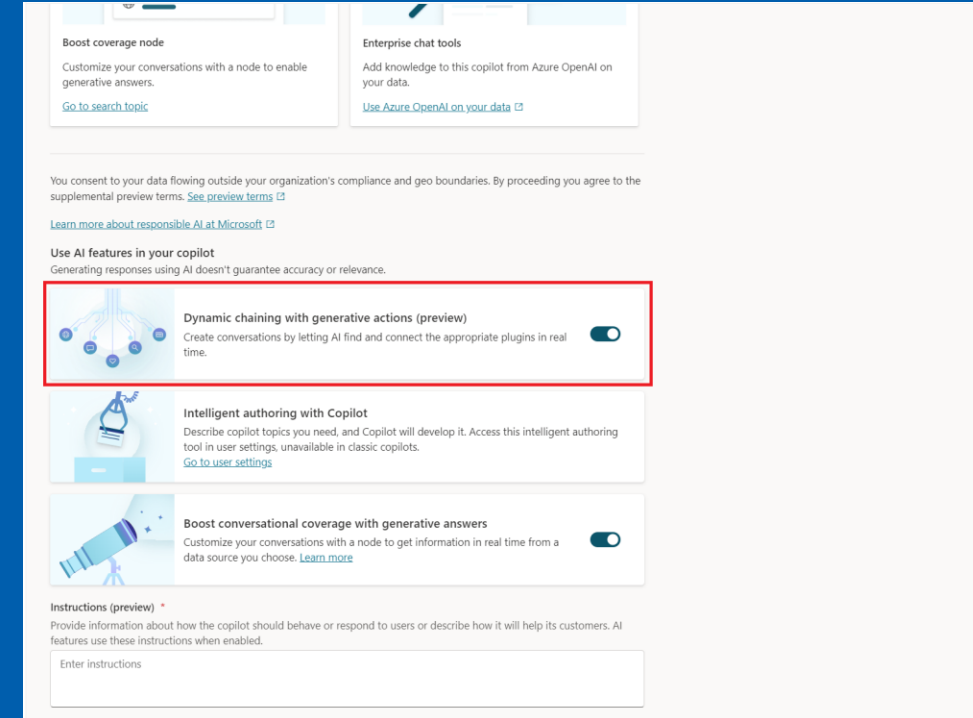 Boost coverage node
Customize your conversations with a node to enable
generative answers.
Go to search topic
Enterprise chat tools
Add knowledge to this copilot from Azure OpenAI on
your data.
Use Azure OpenAI on your data
You consent to your data flowing outside your organization's compliance and geo boundaries. By proceeding you agree to the
supplemental preview terms. See preview terms
Learn more about responsible AI at Microsoft
Use AI features in your copilot
Generating responses using AI doesn't guarantee accuracy or relevance.
Dynamic chaining with generative actions (preview)
Create conversations by letting AI find and connect the appropriate plugins in real
time.
Intelligent authoring with Copilot
Describe copilot topics you need, and Copilot will develop it. Access this intelligent authoring
tool in user settings, unavailable in classic copilots.
Go to user settings
Boost conversational coverage with generative answers
Customize your conversations with a node to get information in real time from a
data source you choose. Learn more
Instructions (preview) *
Provide information about how the copilot should behave or respond to users or describe how it will help its customers. AI
features use these instructions when enabled.
Enter instructions